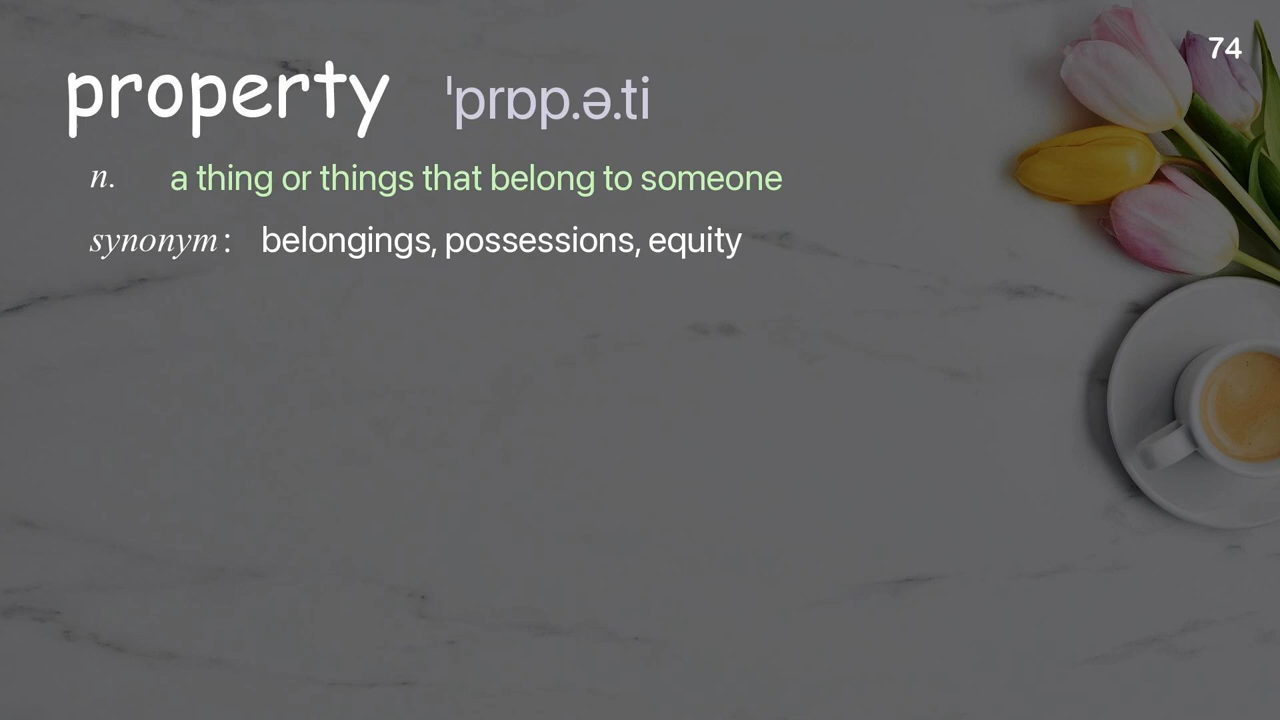 74
property ˈprɒp.ə.ti
n. a thing or things that belong to someone
synonym: belongings, possessions, equity